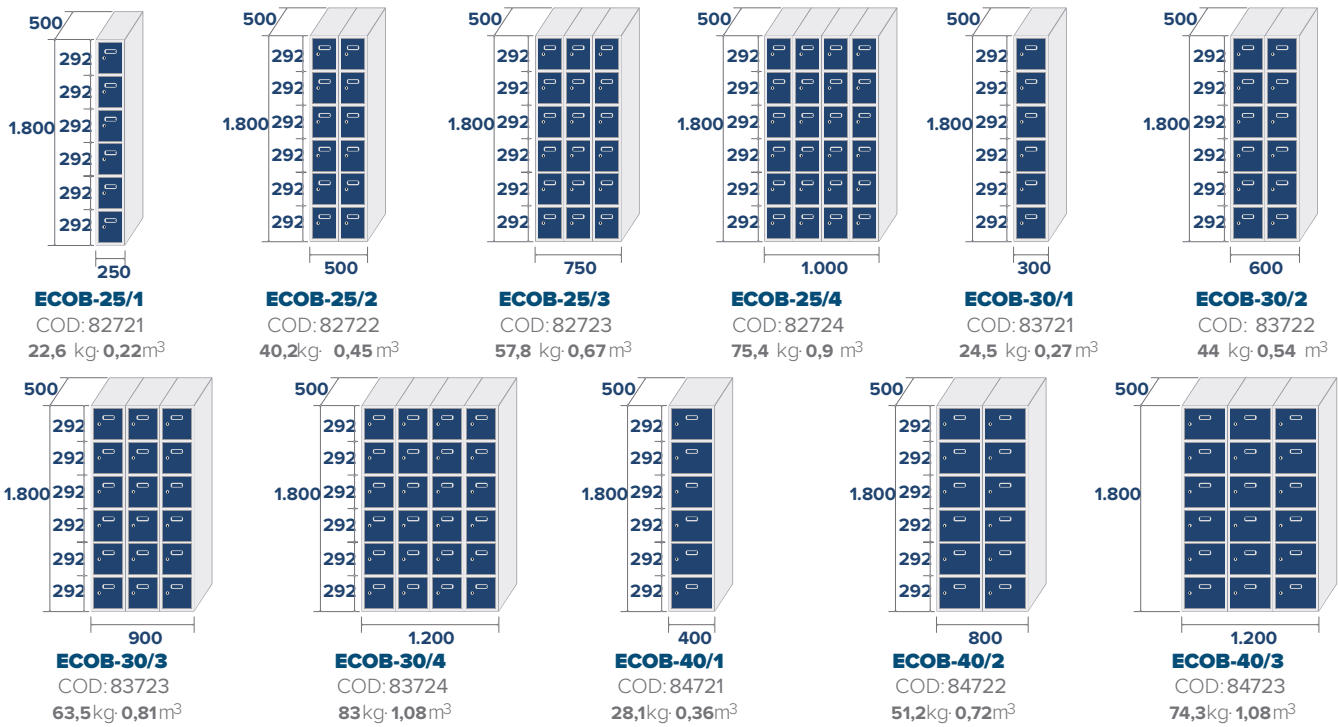 500 500 500 500 500 500
292 292 292 292 292 292
292 292 292 292 292 292
1.800 292 1.800 292 1.800 292 1.800 292 1.800 292 1.800 292
292 292 292 292 292 292
292 292 292 292 292 292
292 292 292 292 292 292
250 500 750 1.000 300 600
ECOB-25/1 ECOB-25/2 ECOB-25/3 ECOB-25/4 ECOB-30/1 ECOB-30/2
COD: 82721 COD: 82722 COD: 82723 COD: 82724 COD: 83721 COD: 83722
22,6 kg· 0,22m³ 40,2kg· 0,45 m³ 57,8 kg· 0,67 m³ 75,4 kg· 0,9 m³ 24,5 kg· 0,27m³ 44 kg· 0,54 m³
500 500 500 500 500
292 292 292 292
292 292 292 292
1.800 292 1.800 292 1.800 292 1.800 292 1.800
292 292 292 292
292 292 292 292
292 292 292 292
900 1.200 400 800 1.200
ECOB-30/3 ECOB-30/4 ECOB-40/1 ECOB-40/2 ECOB-40/3
COD: 83723 COD: 83724 COD: 84721 COD: 84722 COD: 84723
63,5kg· 0,81m³ 83kg· 1,08m³ 28,1kg· 0,36m³ 51,2kg· 0,72m³ 74,3kg· 1,08m³